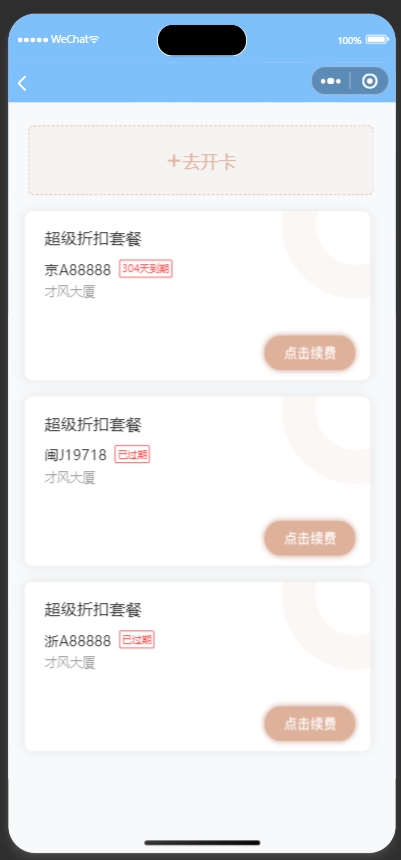 WeChat
100%
+去开卡
超级折扣套餐
京A88888 304天到期
才风大厦
点击续费
超级折扣套餐
闽J19718 已过期
才风大厦
点击续费
超级折扣套餐
浙A88888 已过期
才风大厦
点击续费